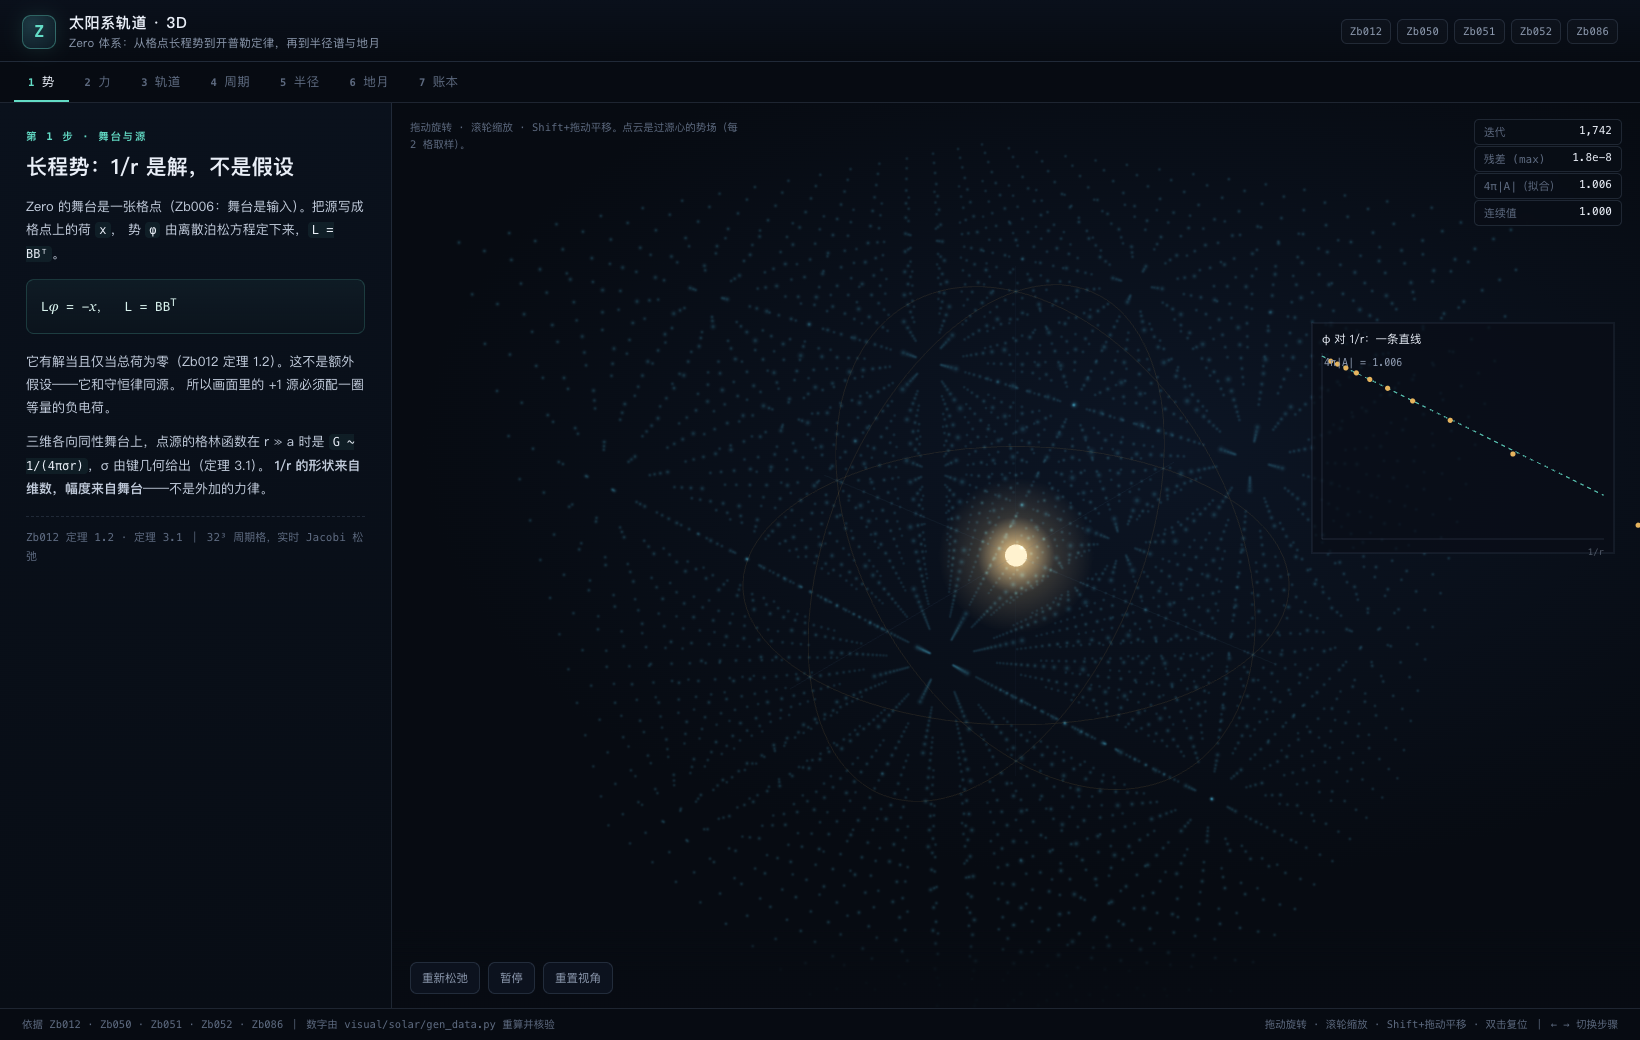 Z
太阳系轨道 · 3D
Zero 体系：从格点长程势到开普勒定律，再到半径谱与地月
Zb012 Zb050 Zb051 Zb052 Zb086
1 势 2 力 3 轨道 4 周期 5 半径 6 地月 7 账本
第 1 步 · 舞台与源
长程势：1/r 是解，不是假设
Zero 的舞台是一张格点（Zb006：舞台是输入）。把源写成
格点上的荷 x ， 势 φ 由离散泊松方程定下来， L =
BBᵀ 。
Lφ = −x, L = BBᵀ
它有解当且仅当总荷为零（Zb012 定理 1.2）。这不是额外
假设——它和守恒律同源。 所以画面里的 +1 源必须配一圈
等量的负电荷。
三维各向同性舞台上，点源的格林函数在 r ≫ a 时是 G ~
1/(4πσr) ，σ 由键几何给出（定理 3.1）。 1/r 的形状来自
维数，幅度来自舞台——不是外加的力律。
Zb012 定理 1.2 · 定理 3.1 | 32³ 周期格，实时 Jacobi 松
弛
拖动旋转 · 滚轮缩放 · Shift+拖动平移。点云是过源心的势场（每
2 格取样）。
迭代 1,742
残差 (max) 1.8e−8
4π|A| (拟合) 1.006
连续值 1.000
φ 对 1/r：一条直线
4π|A| = 1.006
1/r
重新松弛 暂停 重置视角
依据 Zb012 · Zb050 · Zb051 · Zb052 · Zb086 | 数字由 visual/solar/gen_data.py 重算并核验
拖动旋转 · 滚轮缩放 · Shift+拖动平移 · 双击复位 | ← → 切换步骤